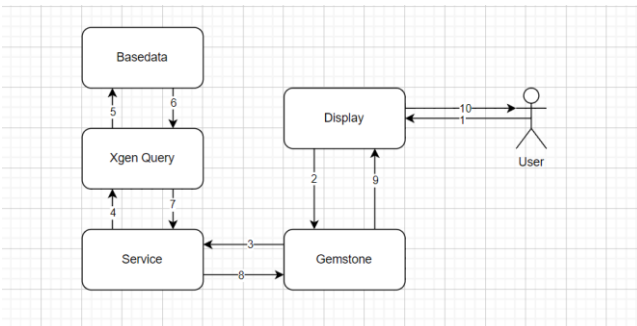 Basedata
5
6
Display
10
1
User
Xgen Query
2
9
4
7
Service
3
8
Gemstone